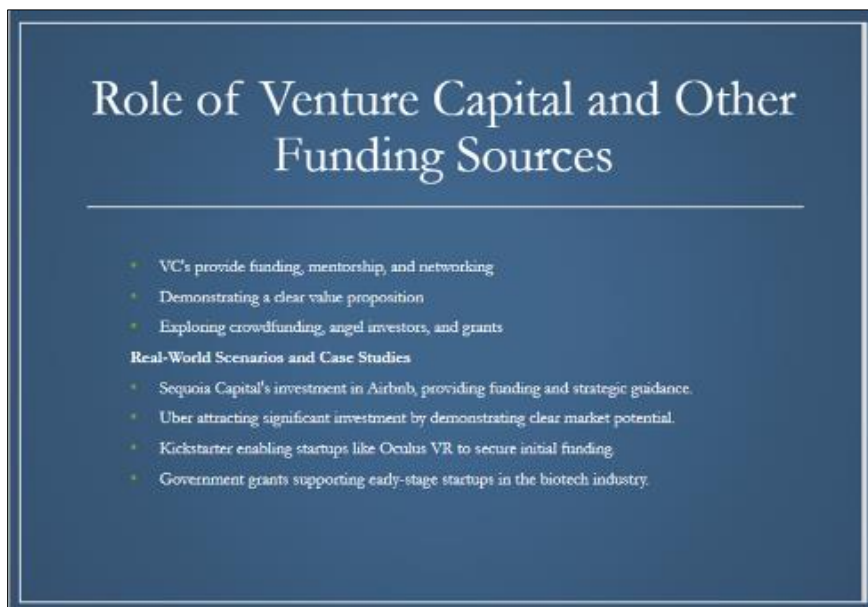 Role of Venture Capital and Other
Funding Sources
VC's provide funding, mentorship, and networking
Demonstrating a clear value proposition
Exploring crowdfunding, angel investors, and grants
Real-World Scenarios and Case Studies
Sequoia Capital's investment in Airbnb, providing funding and strategic guidance.
Uber attracting significant investment by demonstrating clear market potential.
Kickstarter enabling startups like Oculus VR to secure initial funding.
Government grants supporting early-stage startups in the biotech industry.